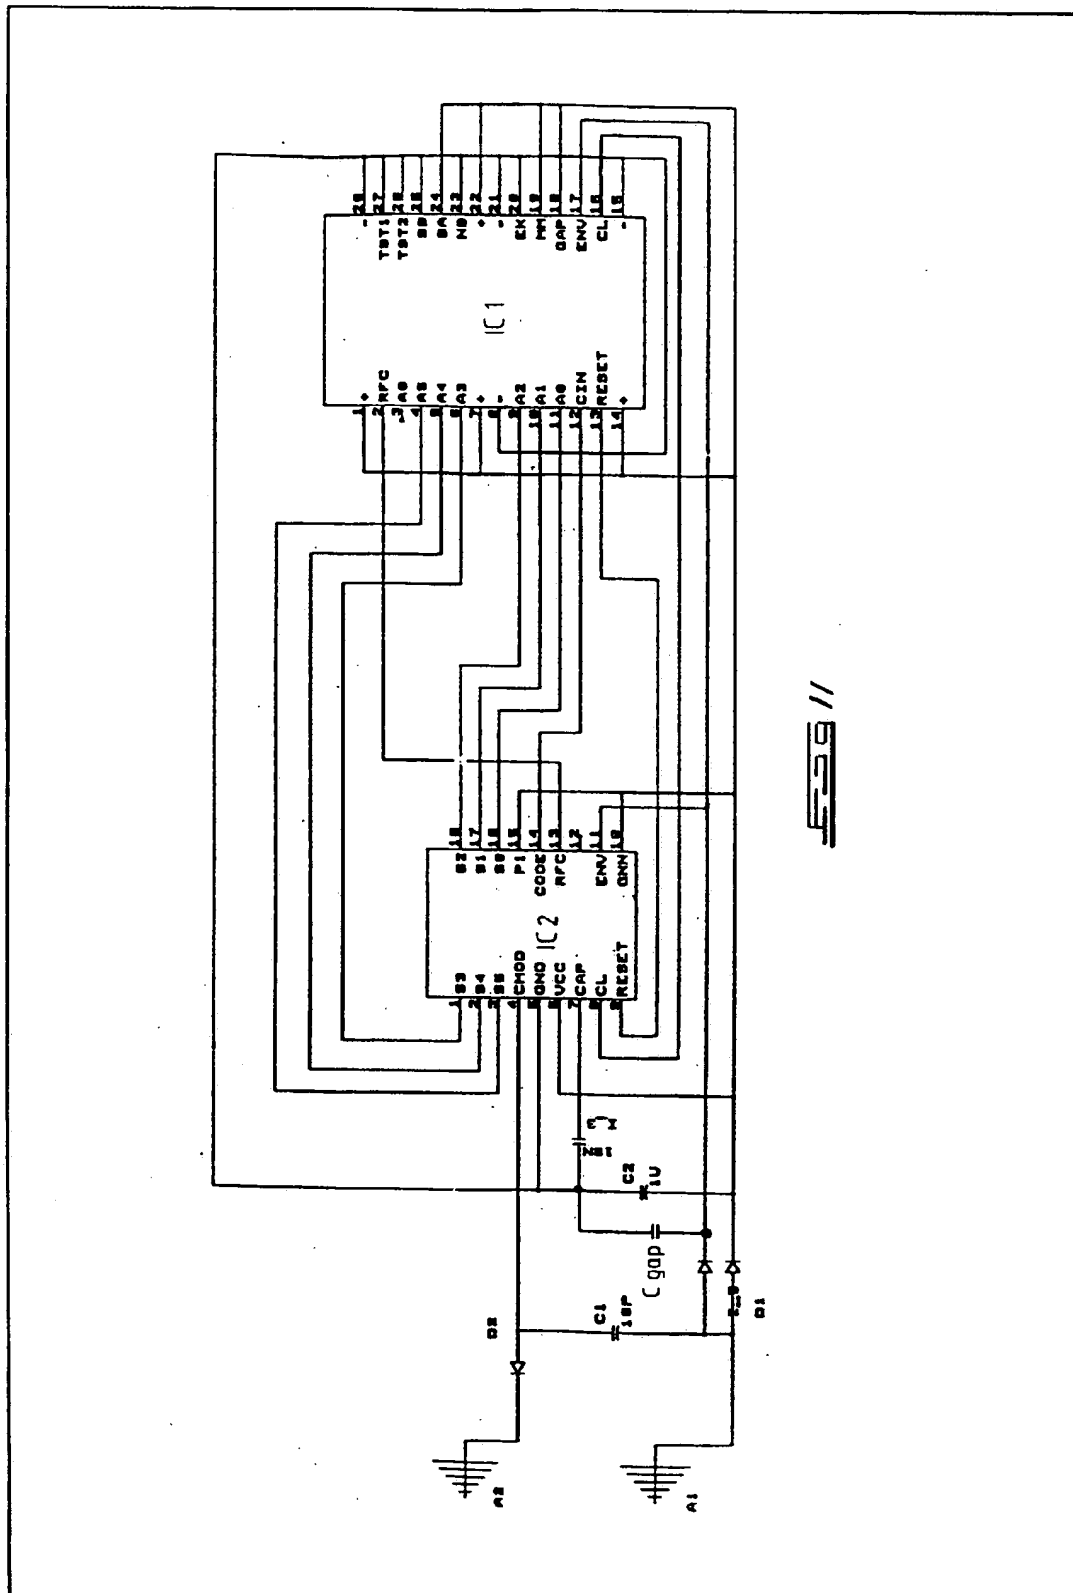 28 -
27 TST1
26 TST2
25 SB
24 SA
23 NB
22 +
21 -
20 EX
19 MM
18 GAP
17 ENV
16 CL
15 -
IC1
1 +
2 RFC
3 A6
4 A5
5 A4
6 A3
7 +
8 -
9 A2
10 A1
11 A0
12 CIN
13 RESET
14 +
18 S2
17 S1
16 S0
15 P1
14 CODE
13 RFC
12
11 ENV
10 GNN
IC2
1 S3
2 S4
3 S5
4 CMOD
5 GND
6 VCC
7 CAP
8 CL
9 RESET
C2
1U
C gap
C1
10P
D2
D1
A2
A1
Fig 11